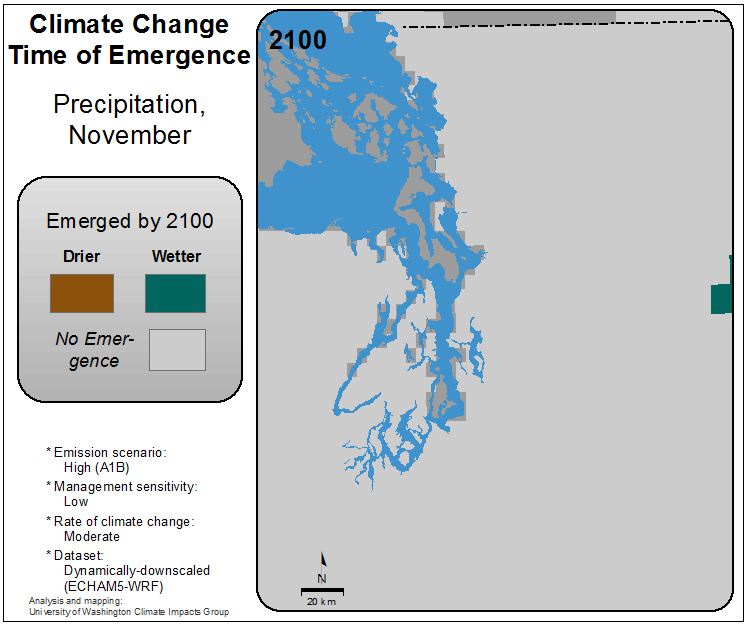 Climate Change
Time of Emergence
Precipitation,
November
Emerged by 2100
Drier Wetter
No Emer-
gence
* Emission scenario:
High (A1B)
* Management sensitivity:
Low
* Rate of climate change:
Moderate
* Dataset:
Dynamically-downscaled
(ECHAM5-WRF)
Analysis and mapping:
University of Washington Climate Impacts Group
2100
N
20 km